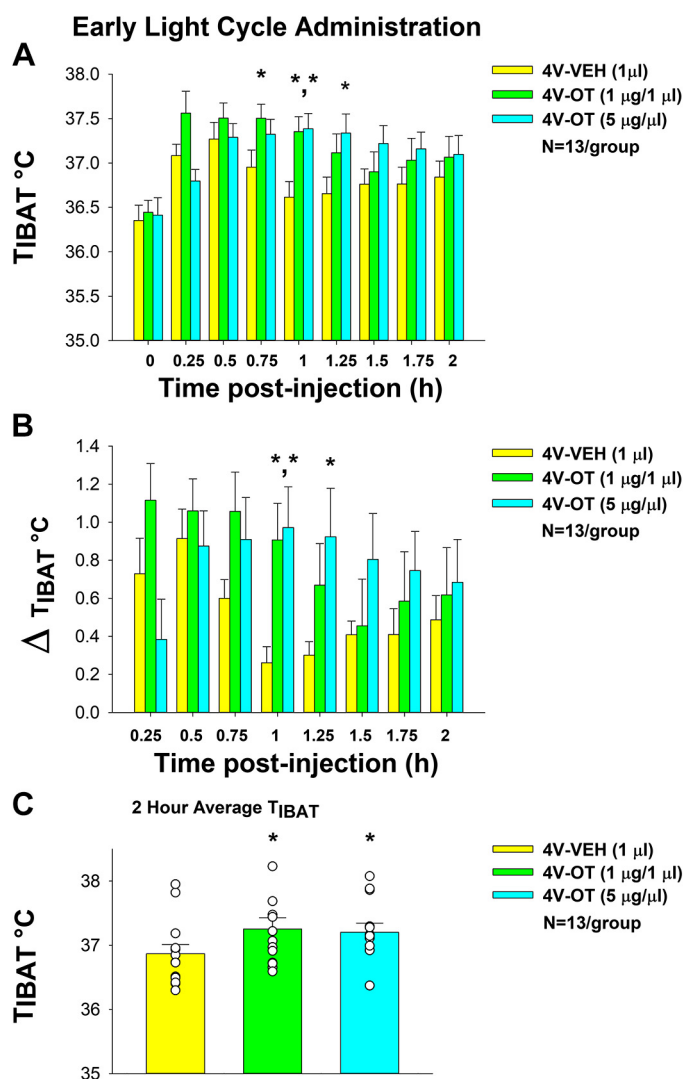 Early Light Cycle Administration
A
TIBAT °C
38.0
37.5
37.0
36.5
36.0
35.5
35.0
* *,* *
0 0.25 0.5 0.75 1 1.25 1.5 1.75 2
Time post-injection (h)
4V-VEH (1μl)
4V-OT (1 μg/1 μl)
4V-OT (5 μg/μl)
N=13/group
B
Δ TIBAT °C
1.4
1.2
1.0
0.8
0.6
0.4
0.2
0.0
*,* *
0.25 0.5 0.75 1 1.25 1.5 1.75 2
Time post-injection (h)
4V-VEH (1 μl)
4V-OT (1 μg/1 μl)
4V-OT (5 μg/μl)
N=13/group
C
2 Hour Average TIBAT
TIBAT °C
38
37
36
35
* *
4V-VEH (1 μl)
4V-OT (1 μg/1 μl)
4V-OT (5 μg/μl)
N=13/group